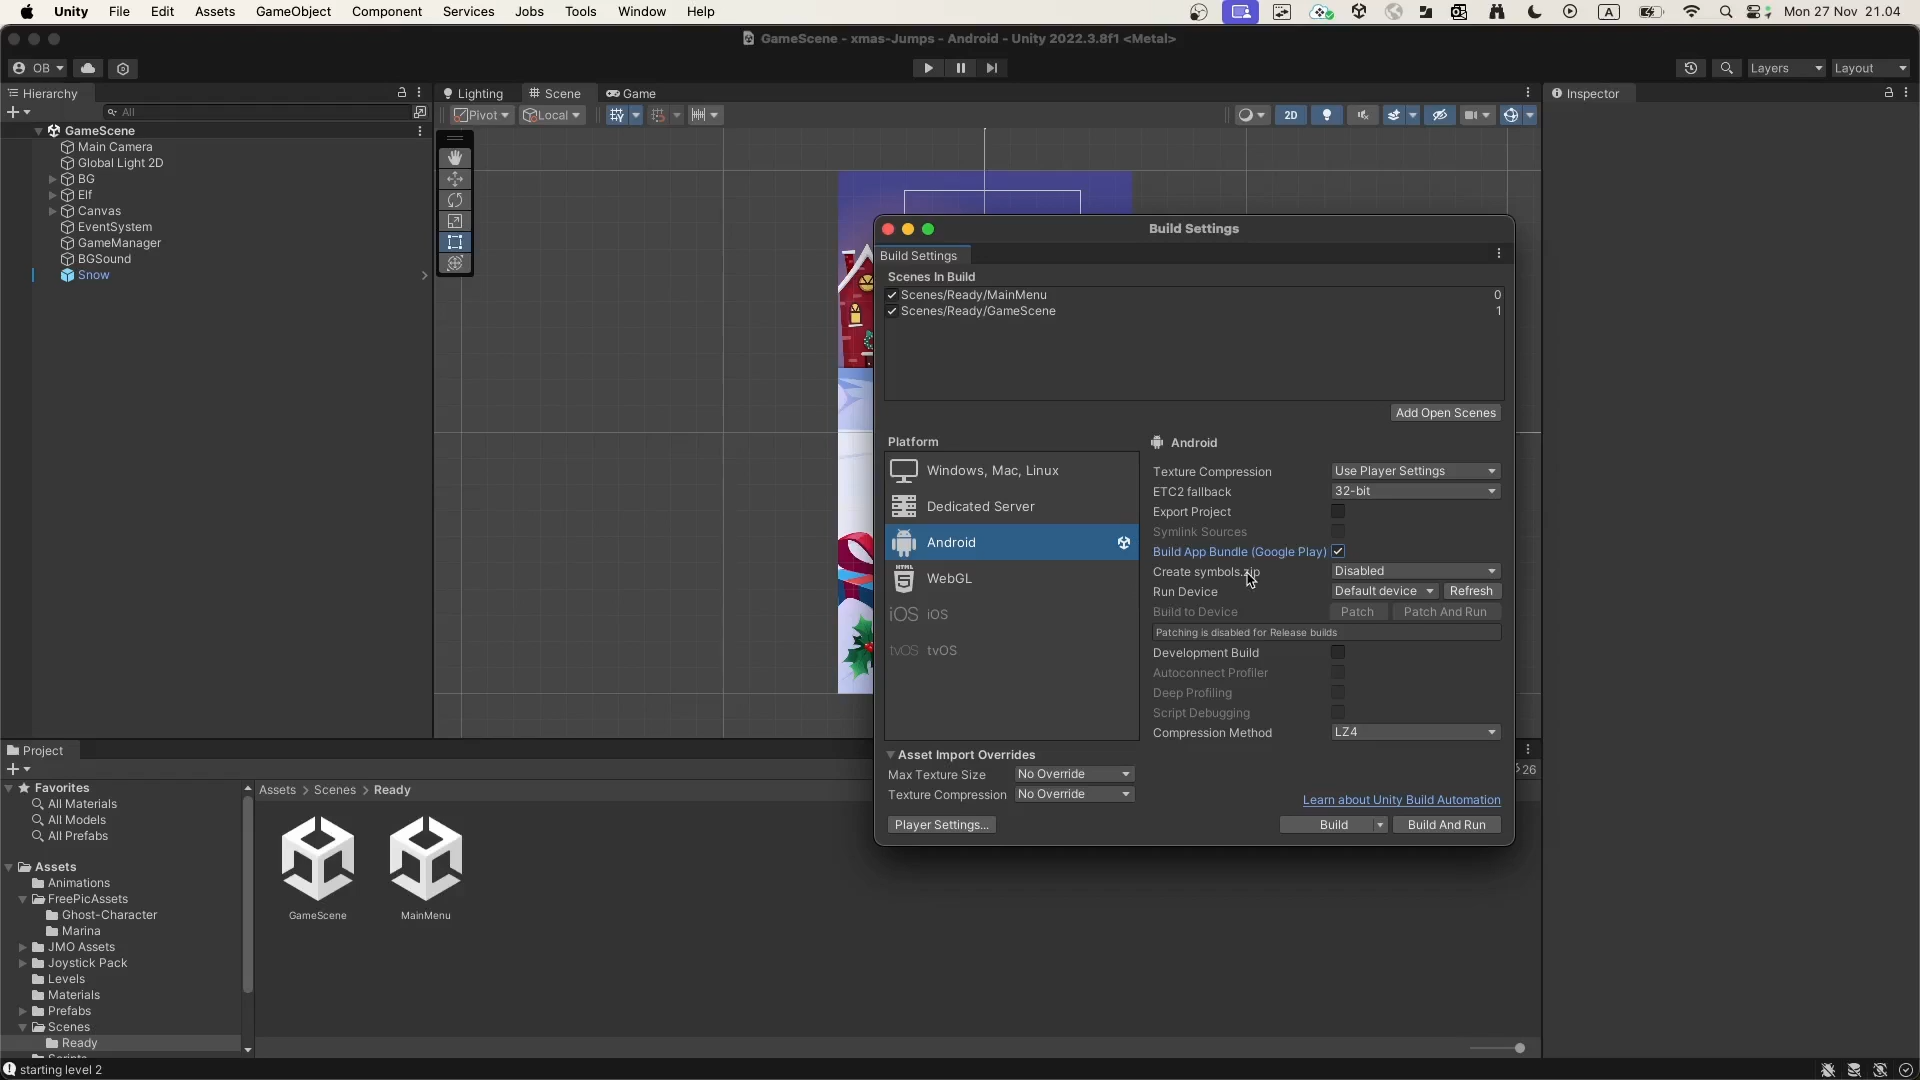 Unity File Edit Assets GameObject Component Services Jobs Tools Window Help
A
Mon 27 Nov 21.04
GameScene - xmas-Jumps - Android - Unity 2022.3.8f1 <Metal>
OB
Layers
Layout
Hierarchy
All
GameScene
Main Camera
Global Light 2D
BG
Elf
Canvas
EventSystem
GameManager
BGSound
Snow
Lighting
Scene
Game
Pivot
Local
2D
Inspector
Build Settings
Build Settings
Scenes In Build
Scenes/Ready/MainMenu 0
Scenes/Ready/GameScene 1
Add Open Scenes
Platform
Windows, Mac, Linux
Dedicated Server
Android
HTML 5 WebGL
iOS iOS
tvOS tvOS
Android
Texture Compression Use Player Settings
ETC2 fallback 32-bit
Export Project
Symlink Sources
Build App Bundle (Google Play)
Create symbols.zip Disabled
Run Device Default device Refresh
Build to Device Patch Patch And Run
Patching is disabled for Release builds
Development Build
Autoconnect Profiler
Deep Profiling
Script Debugging
Compression Method LZ4
Asset Import Overrides
Max Texture Size No Override
Texture Compression No Override
Learn about Unity Build Automation
Player Settings...
Build
Build And Run
Project
26
Favorites
All Materials
All Models
All Prefabs
Assets
Animations
FreePicAssets
Ghost-Character
Marina
JMO Assets
Joystick Pack
Levels
Materials
Prefabs
Scenes
Ready
Scripts
Assets > Scenes > Ready
GameScene
MainMenu
starting level 2